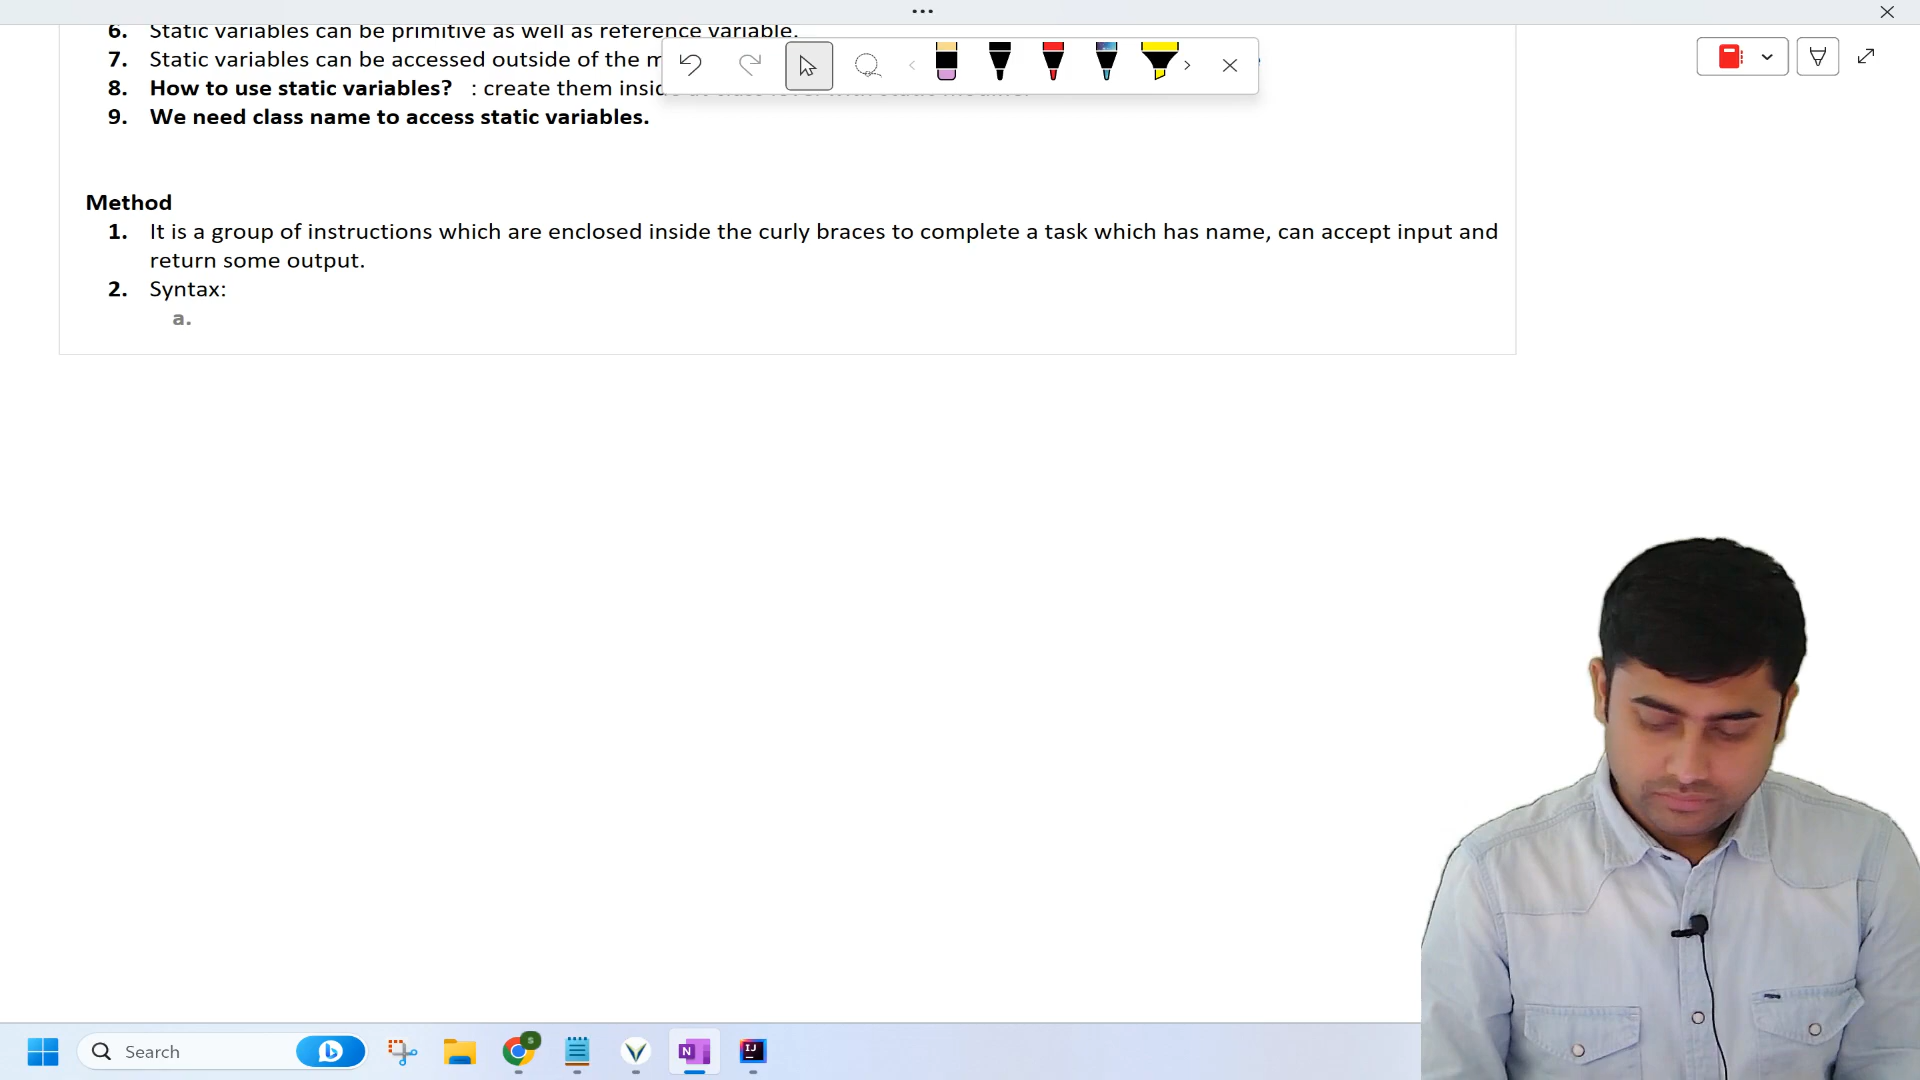 6. Static variables can be primitive as well as reference variable.
7. Static variables can be accessed outside of the
8. How to use static variables? : create them
9. We need class name to access static variables.
Method
1. It is a group of instructions which are enclosed inside the curly braces to complete a task which has name, can accept input and
return some output.
2. Syntax:
a.
Search